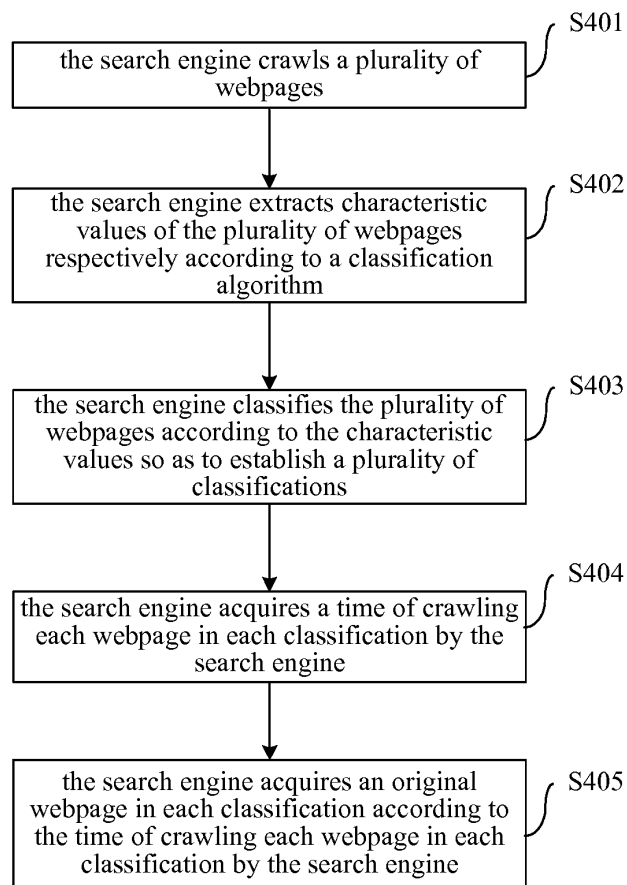 S401
the search engine crawls a plurality of
webpages
S402
the search engine extracts characteristic
values of the plurality of webpages
respectively according to a classification
algorithm
S403
the search engine classifies the plurality of
webpages according to the characteristic
values so as to establish a plurality of
classifications
S404
the search engine acquires a time of crawling
each webpage in each classification by the
search engine
S405
the search engine acquires an original
webpage in each classification according to
the time of crawling each webpage in each
classification by the search engine